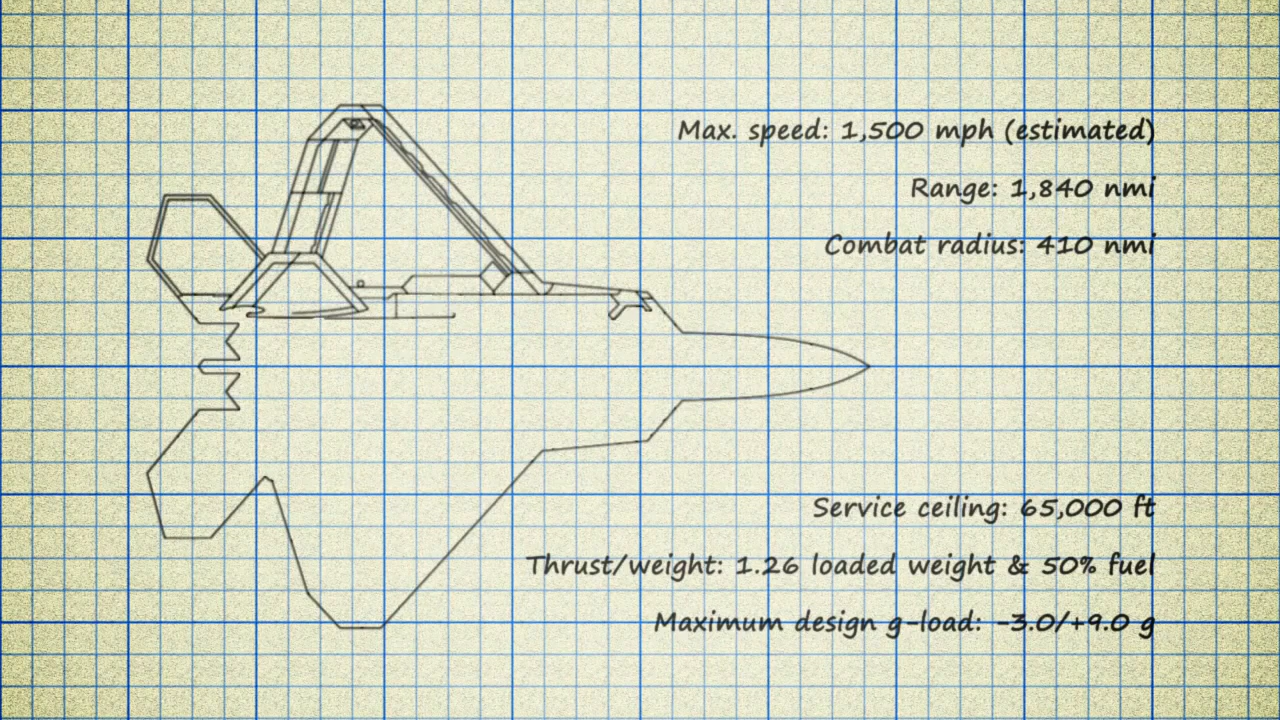 Max. speed: 1,500 mph (estimated)
Range: 1,840 nmi
Combat radius: 410 nmi
Service ceiling: 65,000 ft
Thrust/weight: 1.26 loaded weight & 50% fuel
Maximum design g-load: -3.0/+9.0 g